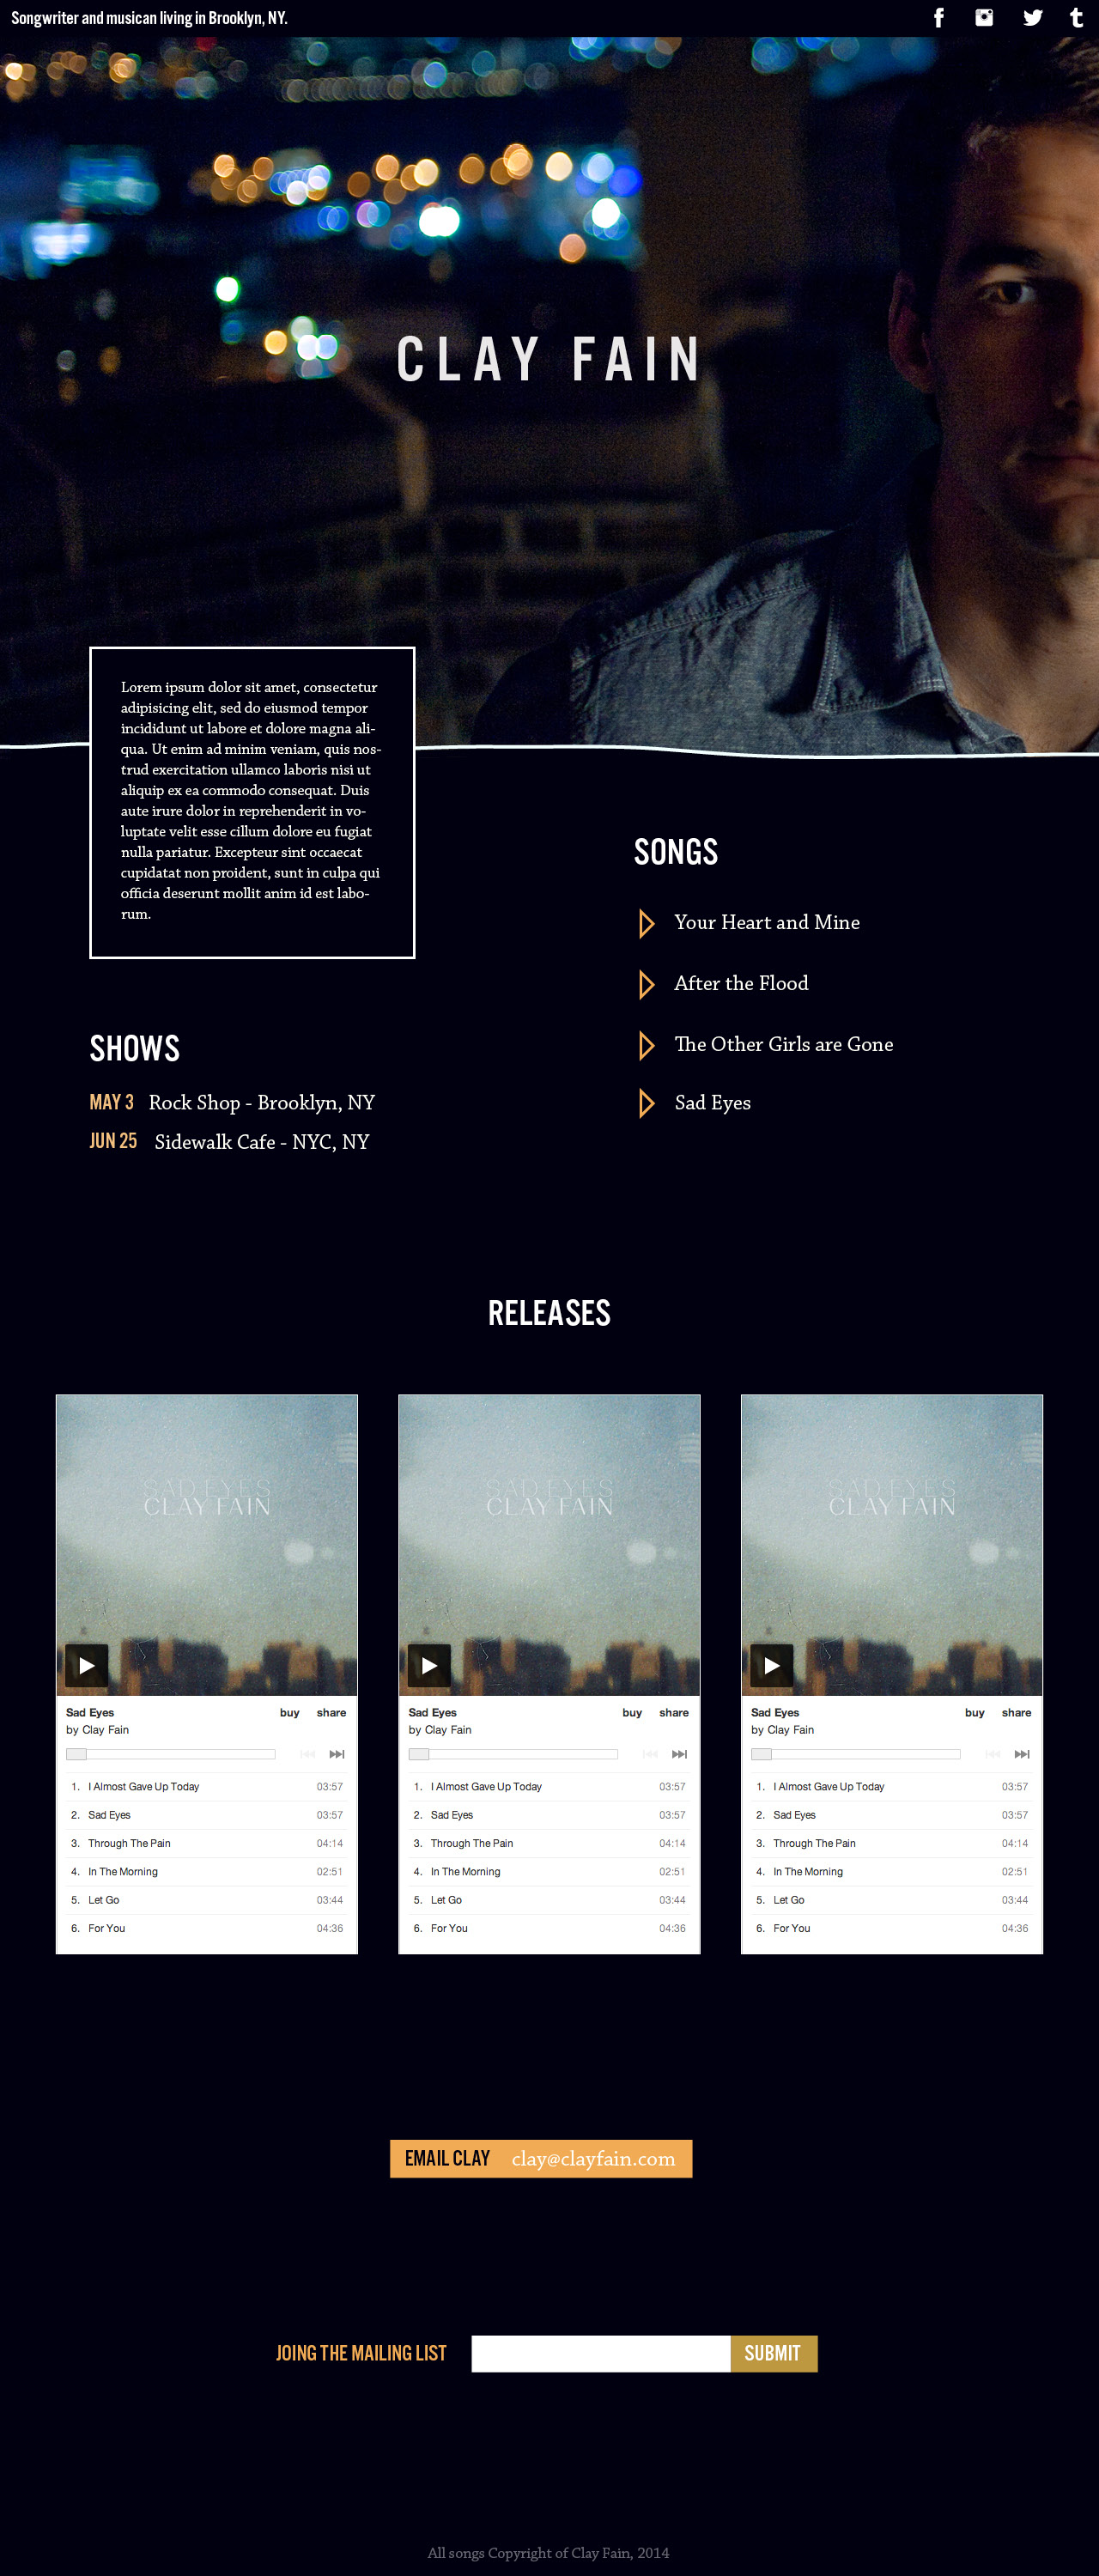 Songwriter and musican living in Brooklyn, NY.
CLAY FAIN
Lorem ipsum dolor sit amet, consectetur
adipisicing elit, sed do eiusmod tempor
incididunt ut labore et dolore magna ali-
qua. Ut enim ad minim veniam, quis nos-
trud exercitation ullamco laboris nisi ut
aliquip ex ea commodo consequat. Duis
aute irure dolor in reprehenderit in vo-
luptate velit esse cillum dolore eu fugiat
nulla pariatur. Excepteur sint occaecat
cupidatat non proident, sunt in culpa qui
officia deserunt mollit anim id est labo-
rum.
SHOWS
MAY 3 Rock Shop - Brooklyn, NY
JUN 25 Sidewalk Cafe - NYC, NY
SONGS
Your Heart and Mine
After the Flood
The Other Girls are Gone
Sad Eyes
RELEASES
SAD EYES
CLAY FAIN
Sad Eyes buy share
by Clay Fain
1. I Almost Gave Up Today 03:57
2. Sad Eyes 03:57
3. Through The Pain 04:14
4. In The Morning 02:51
5. Let Go 03:44
6. For You 04:36
SAD EYES
CLAY FAIN
Sad Eyes buy share
by Clay Fain
1. I Almost Gave Up Today 03:57
2. Sad Eyes 03:57
3. Through The Pain 04:14
4. In The Morning 02:51
5. Let Go 03:44
6. For You 04:36
SAD EYES
CLAY FAIN
Sad Eyes buy share
by Clay Fain
1. I Almost Gave Up Today 03:57
2. Sad Eyes 03:57
3. Through The Pain 04:14
4. In The Morning 02:51
5. Let Go 03:44
6. For You 04:36
EMAIL CLAY clay@clayfain.com
JOING THE MAILING LIST SUBMIT
All songs Copyright of Clay Fain, 2014